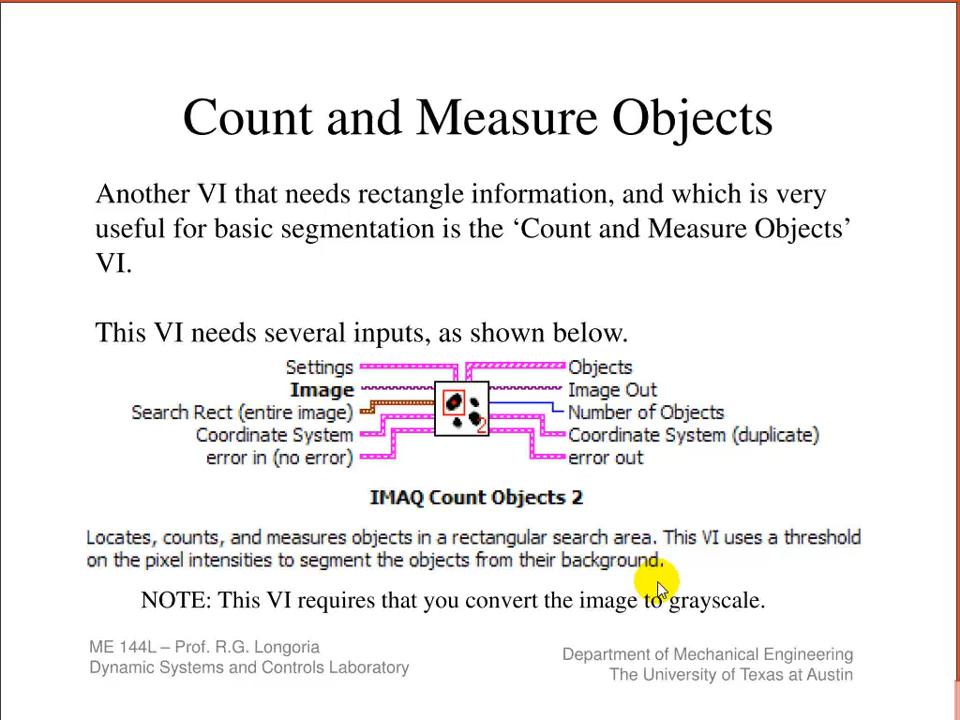 Count and Measure Objects
Another VI that needs rectangle information, and which is very
useful for basic segmentation is the ‘Count and Measure Objects’
VI.
This VI needs several inputs, as shown below.
Settings
Image
Search Rect (entire image)
Coordinate System
error in (no error)
2
Objects
Image Out
Number of Objects
Coordinate System (duplicate)
error out
IMAQ Count Objects 2
Locates, counts, and measures objects in a rectangular search area. This VI uses a threshold
on the pixel intensities to segment the objects from their background.
NOTE: This VI requires that you convert the image to grayscale.
ME 144L – Prof. R.G. Longoria
Dynamic Systems and Controls Laboratory
Department of Mechanical Engineering
The University of Texas at Austin